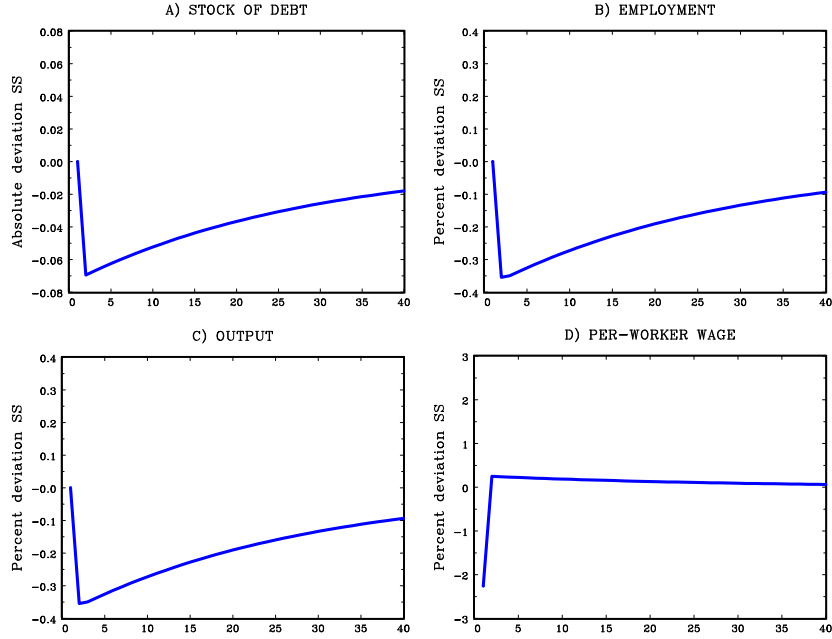 A) STOCK OF DEBT
Absolute deviation SS
0.08
0.06
0.04
0.02
0.00
−0.02
−0.04
−0.06
−0.08
0 5 10 15 20 25 30 35 40
B) EMPLOYMENT
Percent deviation SS
0.4
0.3
0.2
0.1
−0.0
−0.1
−0.2
−0.3
−0.4
0 5 10 15 20 25 30 35 40
C) OUTPUT
Percent deviation SS
0.4
0.3
0.2
0.1
−0.0
−0.1
−0.2
−0.3
−0.4
0 5 10 15 20 25 30 35 40
D) PER−WORKER WAGE
Percent deviation SS
3
2
1
0
−1
−2
−3
0 5 10 15 20 25 30 35 40